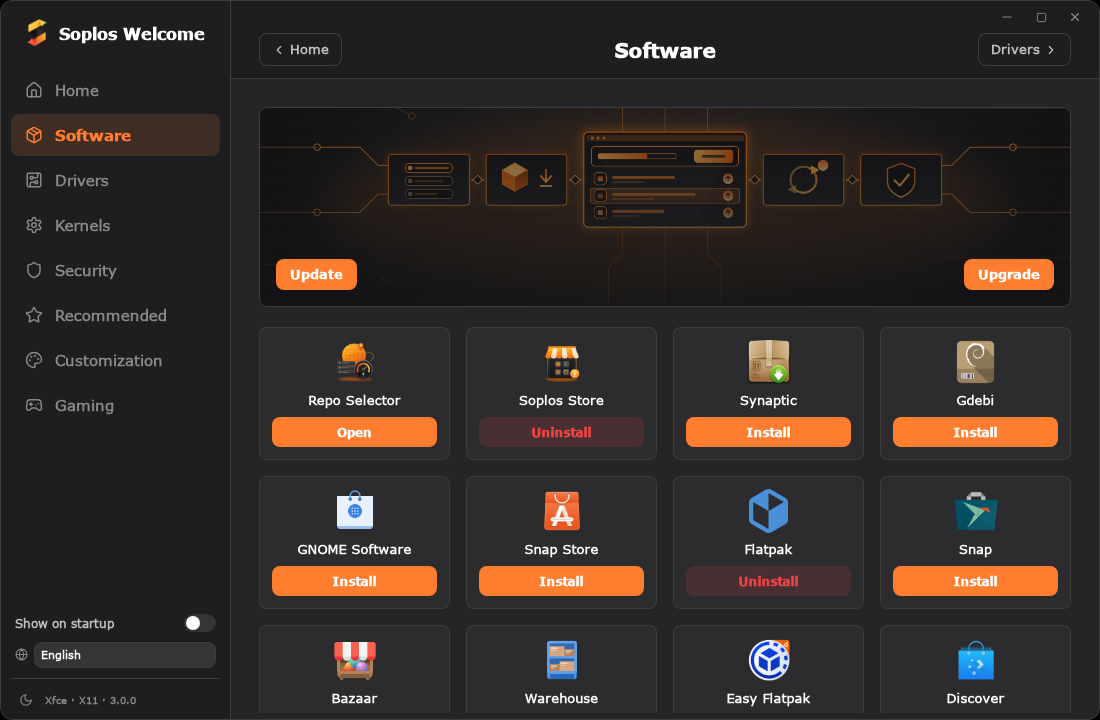 Soplos Welcome
Home
Software
Drivers
Kernels
Security
Recommended
Customization
Gaming
Show on startup
English
Xfce • X11 • 3.0.0
Home
Software
Drivers
Update
Upgrade
Repo Selector
Open
Soplos Store
Uninstall
Synaptic
Install
Gdebi
Install
GNOME Software
Install
Snap Store
Install
Flatpak
Uninstall
Snap
Install
Bazaar
Warehouse
Easy Flatpak
Discover